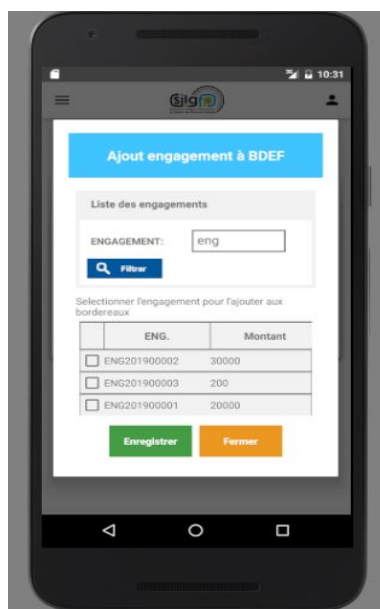 10:31
Ajout engagement à BDEF
Liste des engagements
ENGAGEMENT: eng
Filtrer
Selectionner l'engagement pour l'ajouter aux
bordereaux
ENG. Montant
ENG201900002 30000
ENG201900003 200
ENG201900001 20000
Enregistrer Fermer